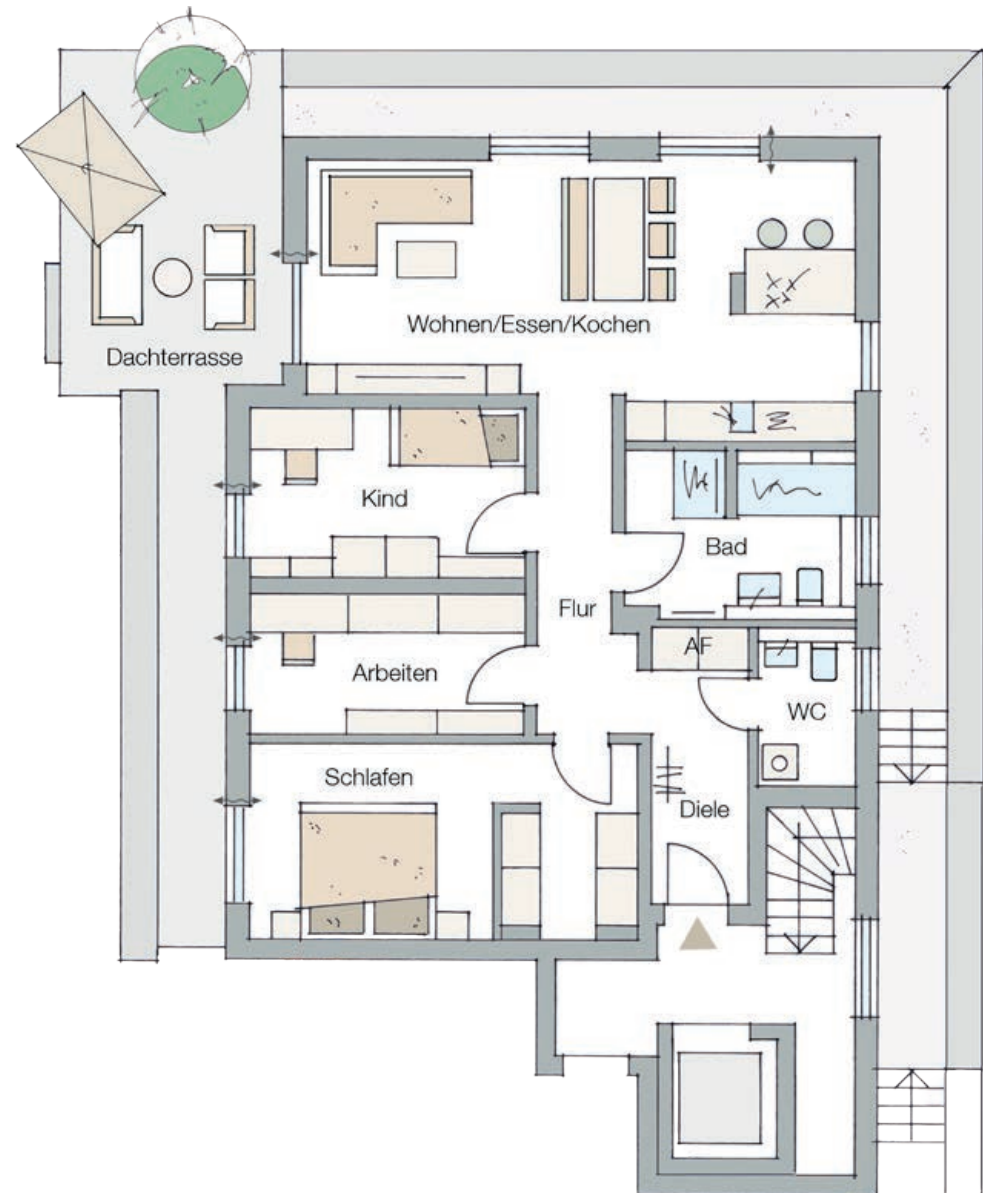 Wohnen/Essen/Kochen
Dachterrasse
Kind
Bad
Flur
AF
Arbeiten
WC
Schlafen
Diele